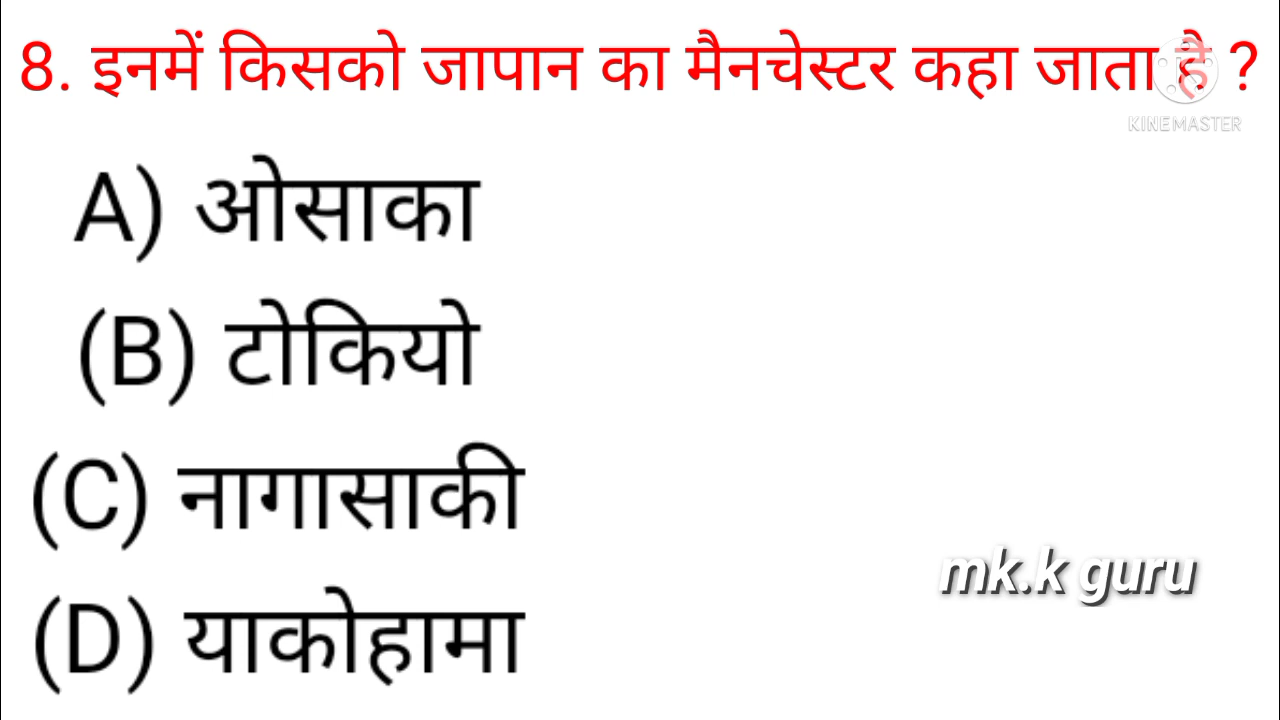 8. इनमें किसको जापान का मैनचेस्टर कहा जाता है ?
KINEMASTER
A) ओसाका
(B) टोकियो
(C) नागासाकी
mk.k guru
(D) याकोहामा